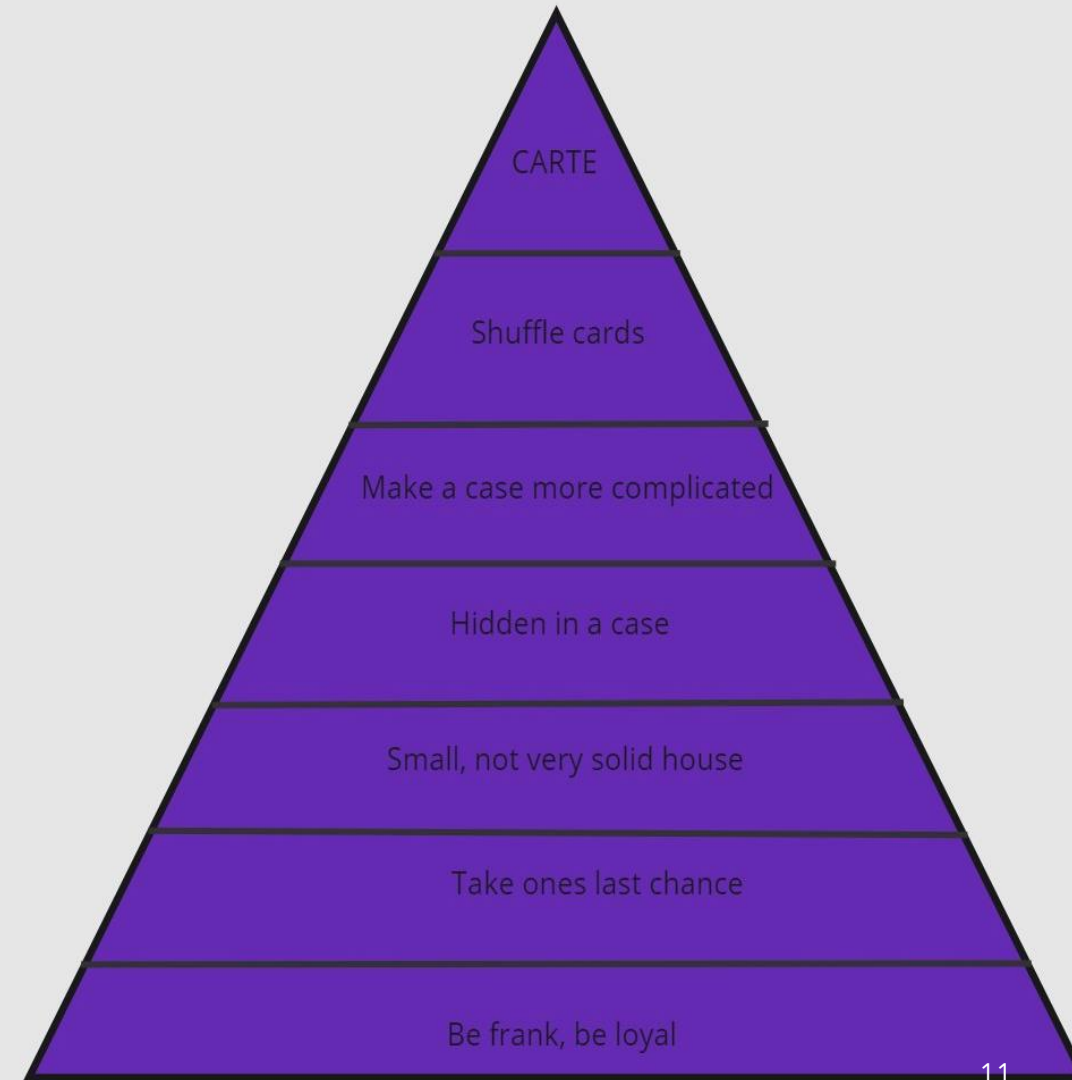 CARTE
Shuffle cards
Make a case more complicated
Hidden in a case
Small, not very solid house
Take ones last chance
Be frank, be loyal
11